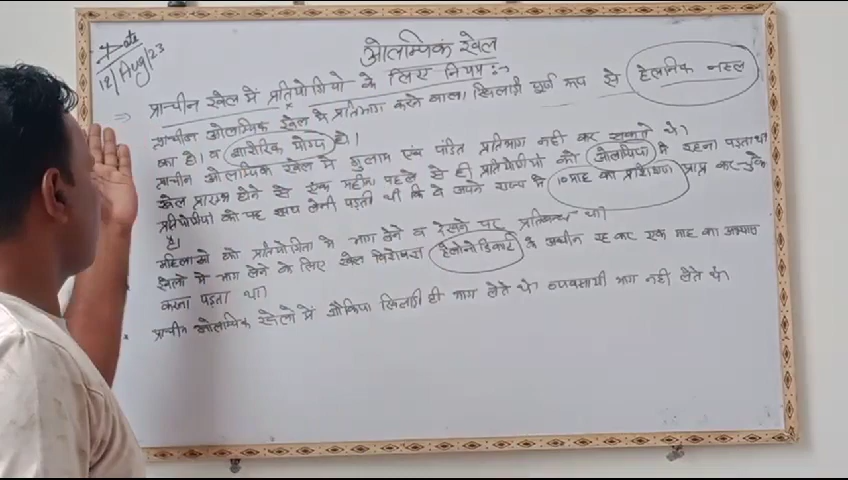 Date
12/Aug/23
ओलम्पिक खेल
प्राचीन खेल में प्रतियोगियो के लिए नियम :-
प्राचीन ओलम्पिक खेल के प्रतिभाग करने वाला खिलाड़ी पूर्ण रूप से हेलनिक नस्ल
का हो। व शारीरिक योग्य हो।
प्राचीन ओलम्पिक खेल में गुलाम एवं पंडित प्रतिभाग नही कर सकते थे।
खेल प्रारम्भ होने से एक महीना पहले से ही प्रतियोगीयो को ओलम्पिया में रहना पड़ता था
प्रतियोगीयो को यह शपथ लेनी पड़ती थी कि वे अपने राज्य में 10 माह का प्रशिक्षण प्राप्त कर चुके
है।
महिलाओ को प्रतियोगिता में भाग लेने व देखने पर प्रतिबन्ध था।
खेलो में भाग लेने के लिए खेल विशेषज्ञ के अधीन रह कर एक माह का अभ्यास
करना पड़ता था।
प्राचीन ओलम्पिक खेलो में शौकिया खिलाड़ी ही भाग लेते थे। व्यवसायी भाग नही लेते थे।